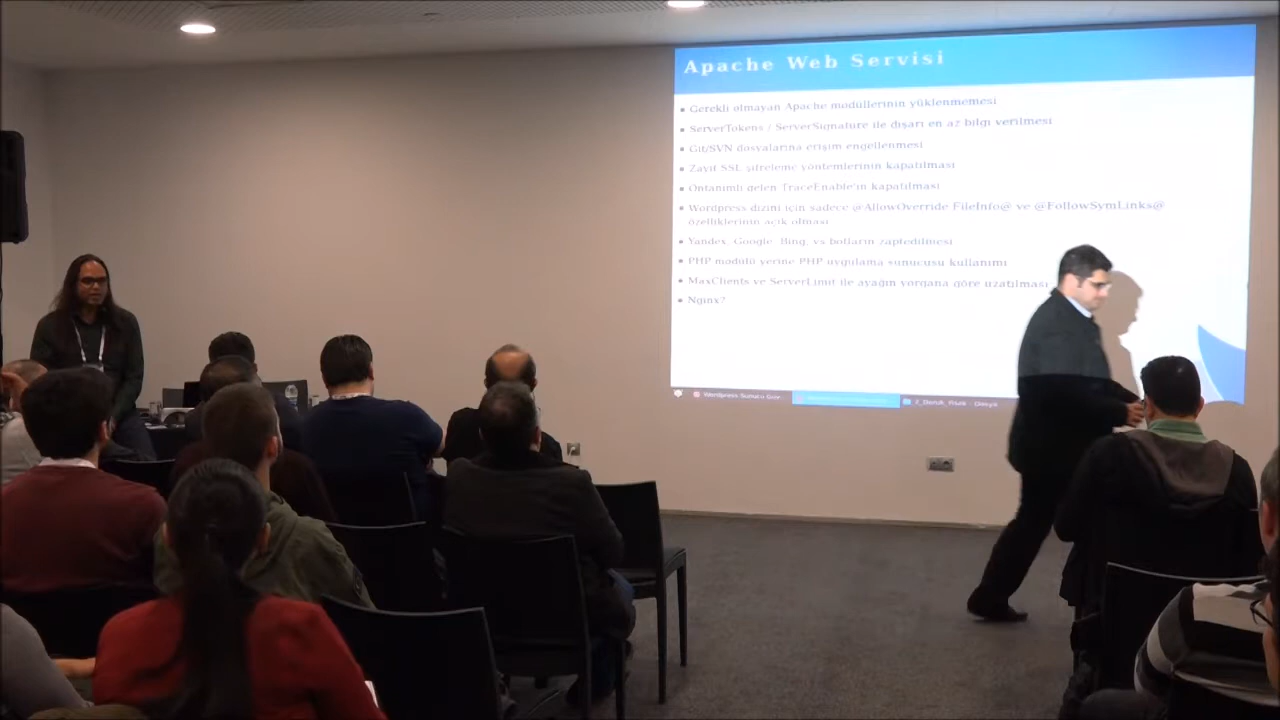 Apache Web Servisi
Gerekli olmayan Apache modüllerinin yüklenmemesi
ServerTokens / ServerSignature ile dışarı en az bilgi verilmesi
Git/SVN dosyalarına erişim engellenmesi
Zayıf SSL şifreleme yöntemlerinin kapatılması
Öntanımlı gelen TraceEnable'ın kapatılması
Wordpress dizini için sadece @AllowOverride FileInfo@ ve @FollowSymLinks@
özelliklerinin açık olması
Yandex, Google, Bing, vs botların zaptedilmesi
PHP modülü yerine PHP uygulama sunucusu kullanımı
MaxClients ve ServerLimit ile ayağın yorgana göre uzatılması
Nginx?
Wordpress Sunucu Gör